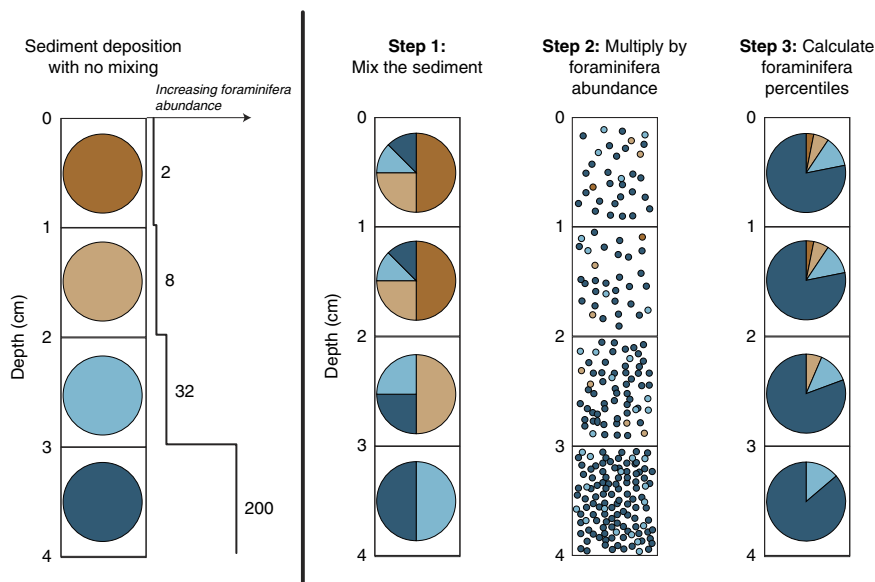 Sediment deposition
with no mixing
Increasing foraminifera
abundance
0
1
2
3
4
Depth (cm)
2
8
32
200
Step 1:
Mix the sediment
0
1
2
3
4
Depth (cm)
Step 2: Multiply by
foraminifera
abundance
0
1
2
3
4
Step 3: Calculate
foraminifera
percentiles
0
1
2
3
4